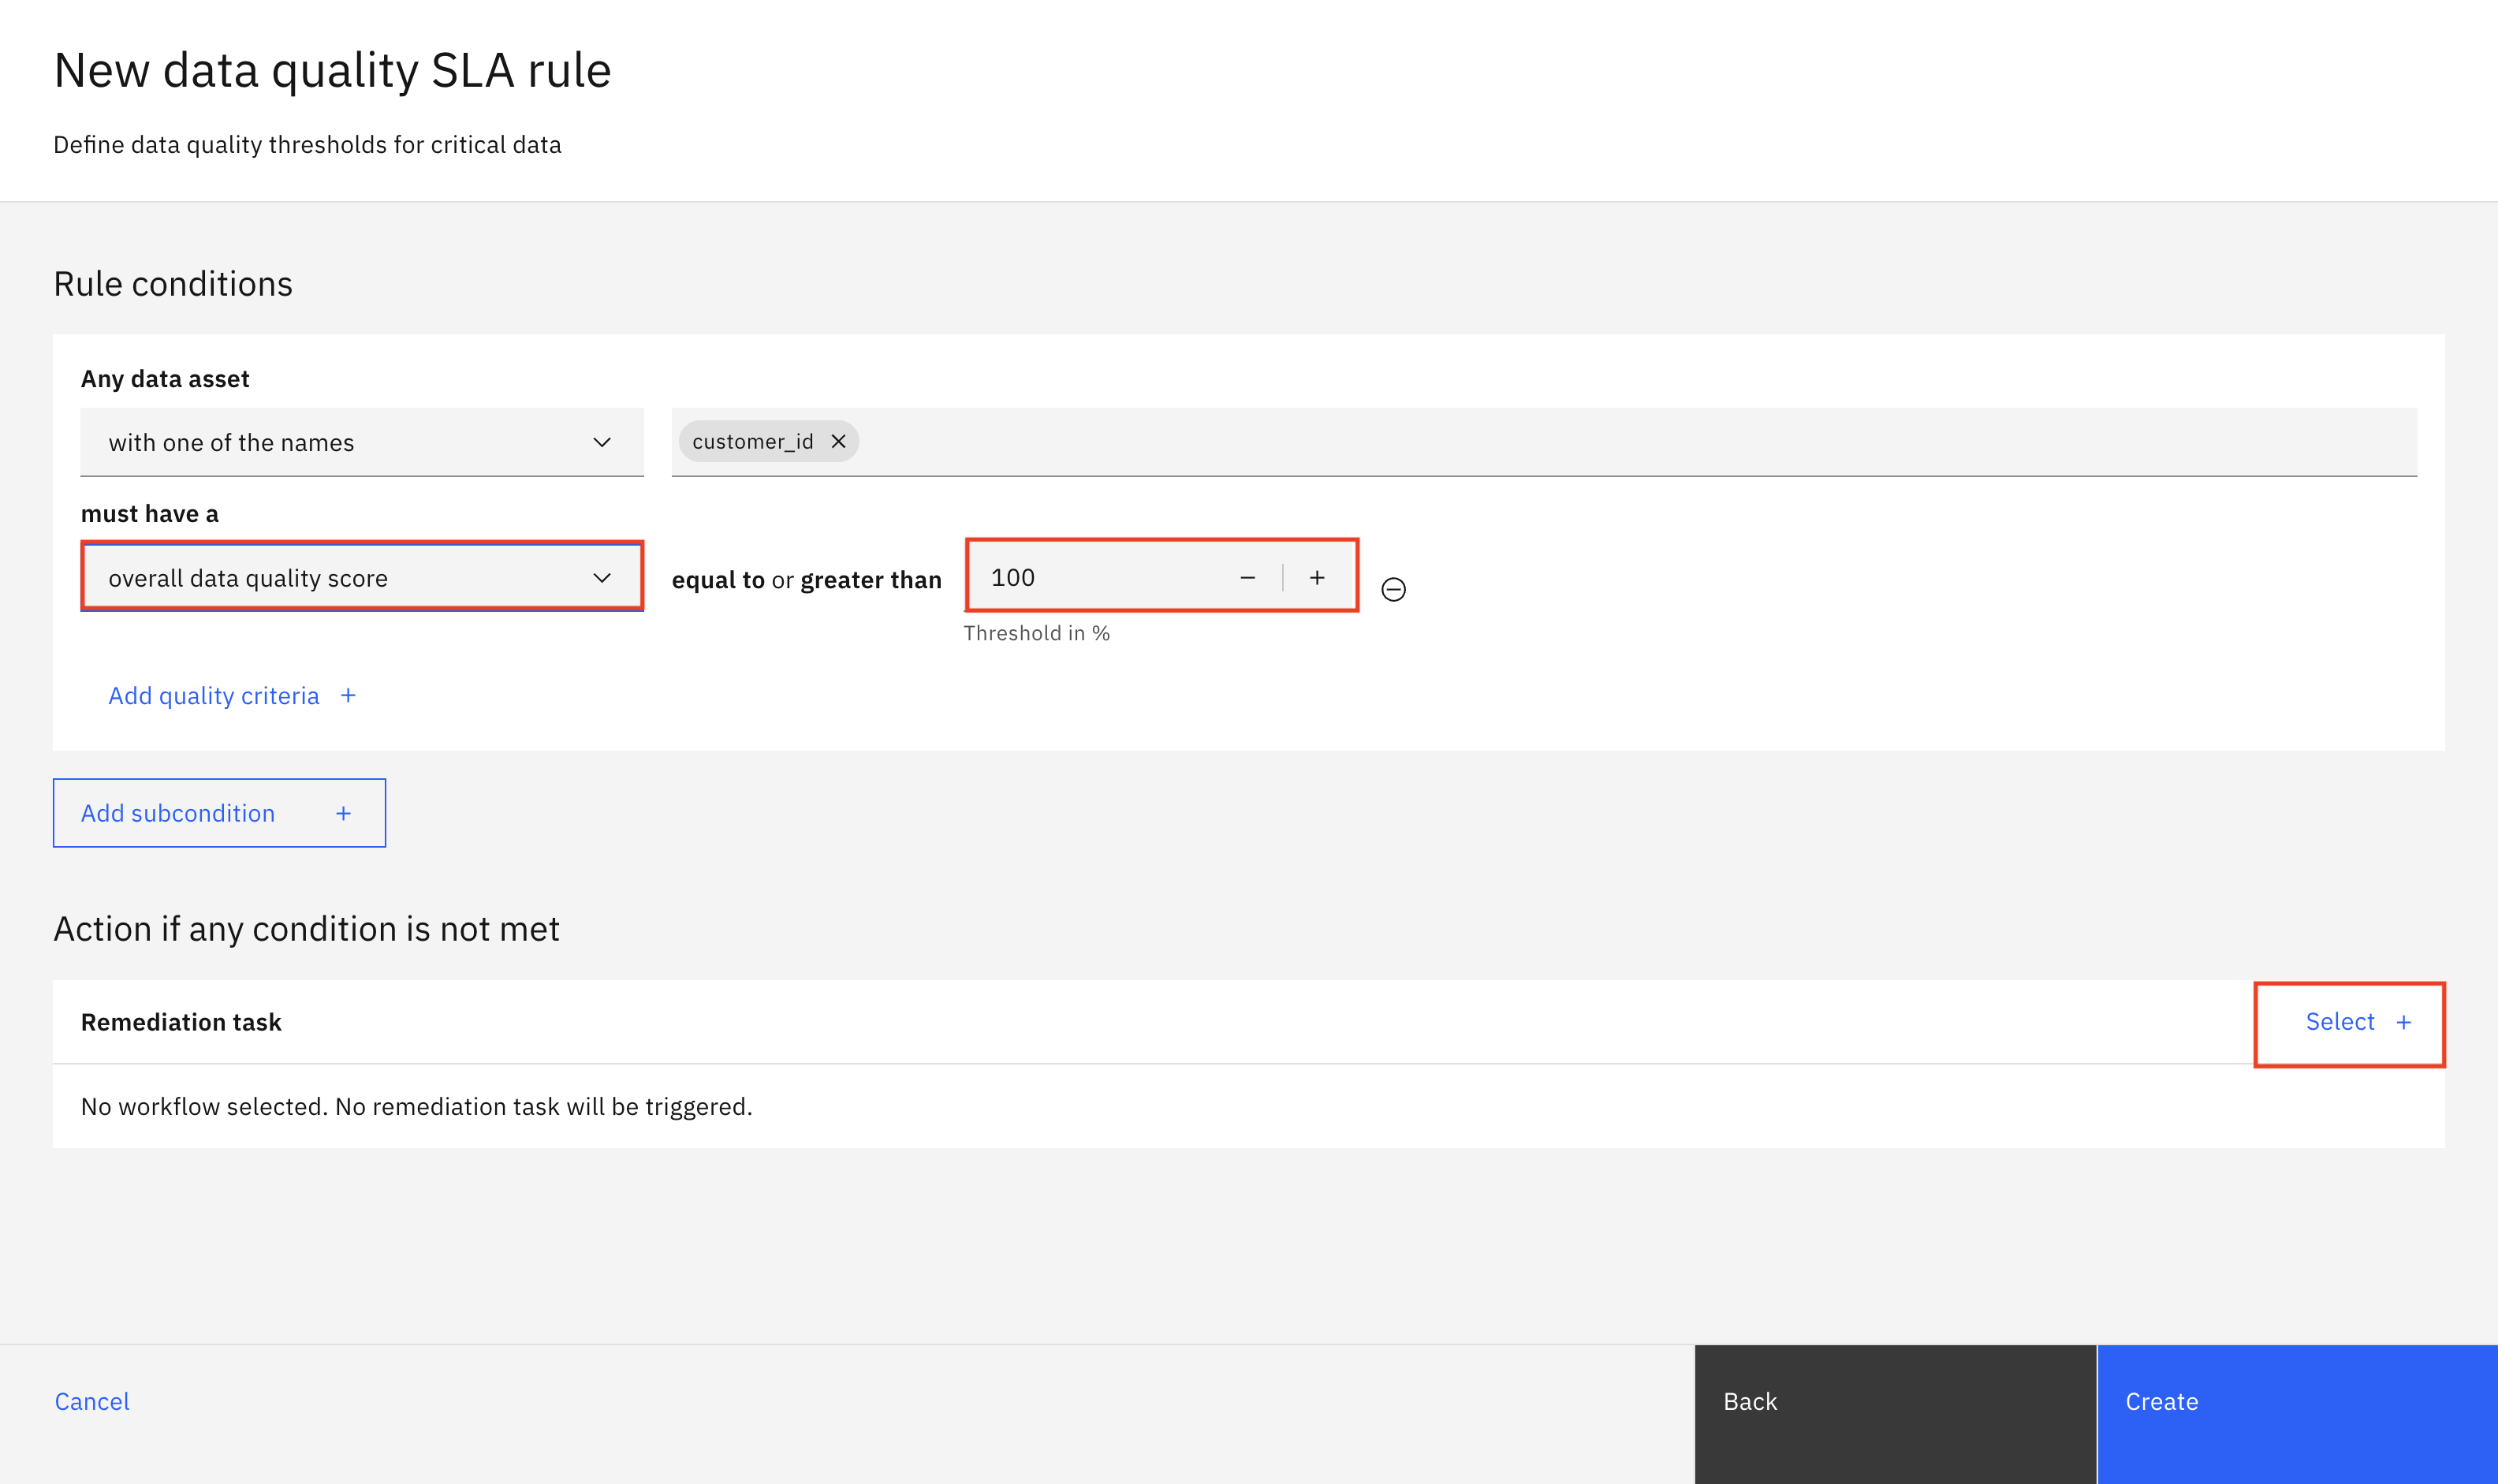 New data quality SLA rule
Define data quality thresholds for critical data
Rule conditions
Any data asset
with one of the names
customer_id
must have a
overall data quality score
equal to or greater than
100
Threshold in %
Add quality criteria +
Add subcondition +
Action if any condition is not met
Remediation task
Select +
No workflow selected. No remediation task will be triggered.
Cancel
Back
Create